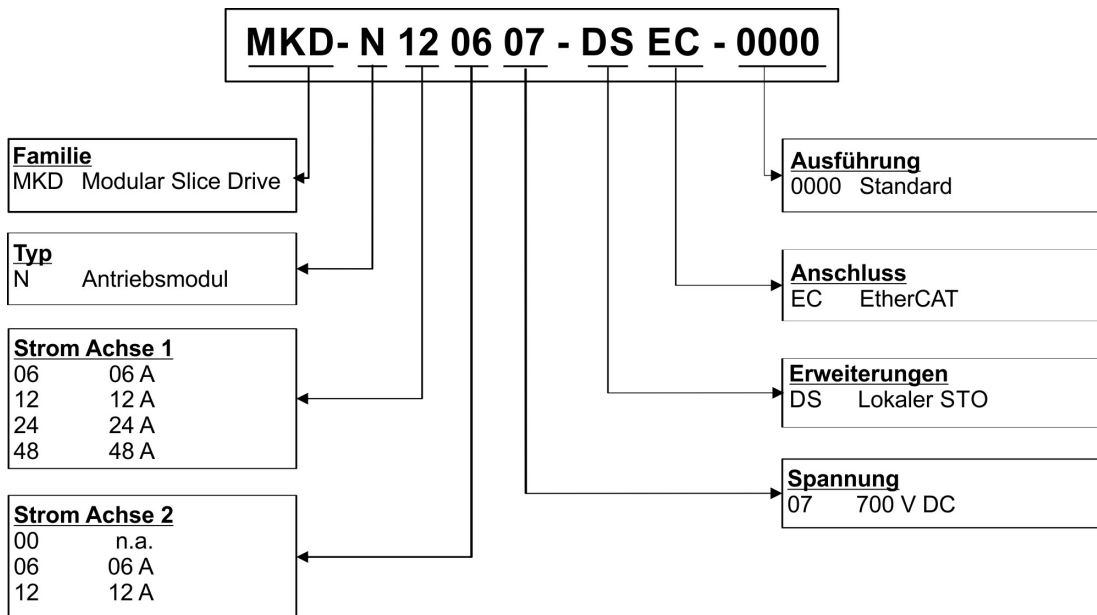 MKD- N 12 06 07 - DS EC - 0000
Familie
MKD Modular Slice Drive
Typ
N Antriebsmodul
Strom Achse 1
06 06 A
12 12 A
24 24 A
48 48 A
Strom Achse 2
00 n.a.
06 06 A
12 12 A
Ausführung
0000 Standard
Anschluss
EC EtherCAT
Erweiterungen
DS Lokaler STO
Spannung
07 700 V DC